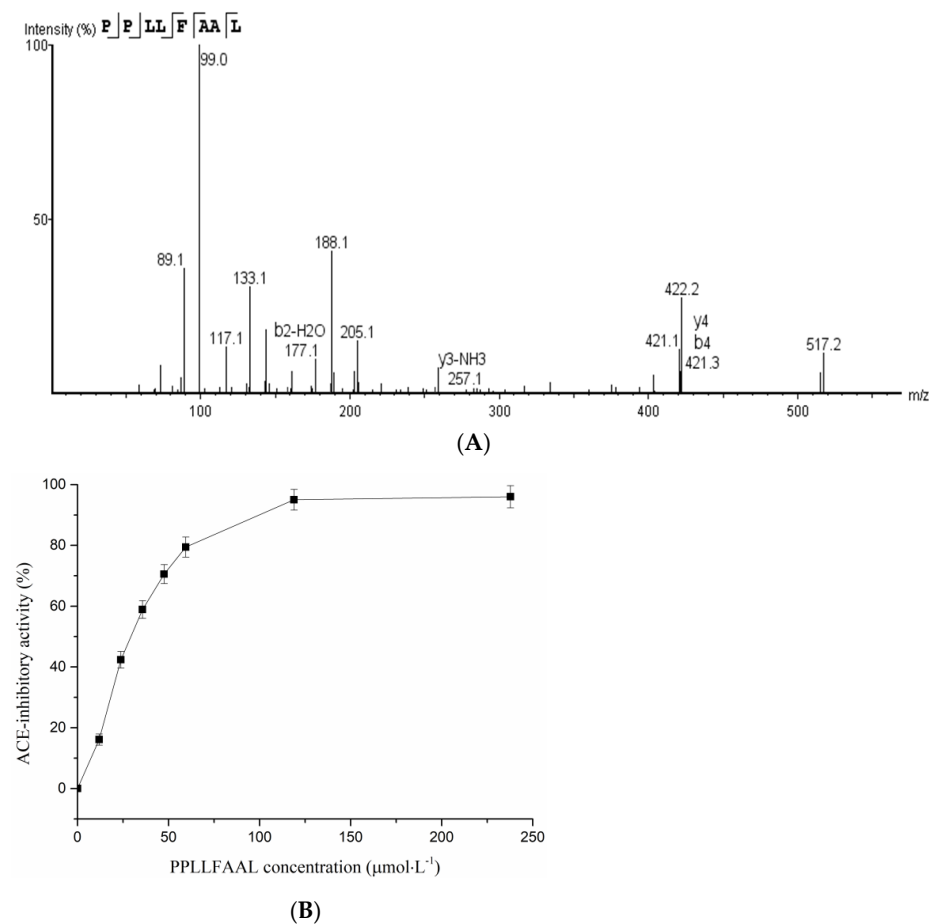 Intensity (%) P P LL F AA L
100
99.0
50
89.1
188.1
133.1
422.2
117.1
b2-H2O
177.1
205.1
y3-NH3
257.1
421.1
y4
b4
421.3
517.2
100 200 300 400 500 m/z
(A)
100
80
60
40
20
0
ACE-inhibitory activity (%)
0 50 100 150 200 250
PPLLFAAL concentration (μmol·L⁻¹)
(B)